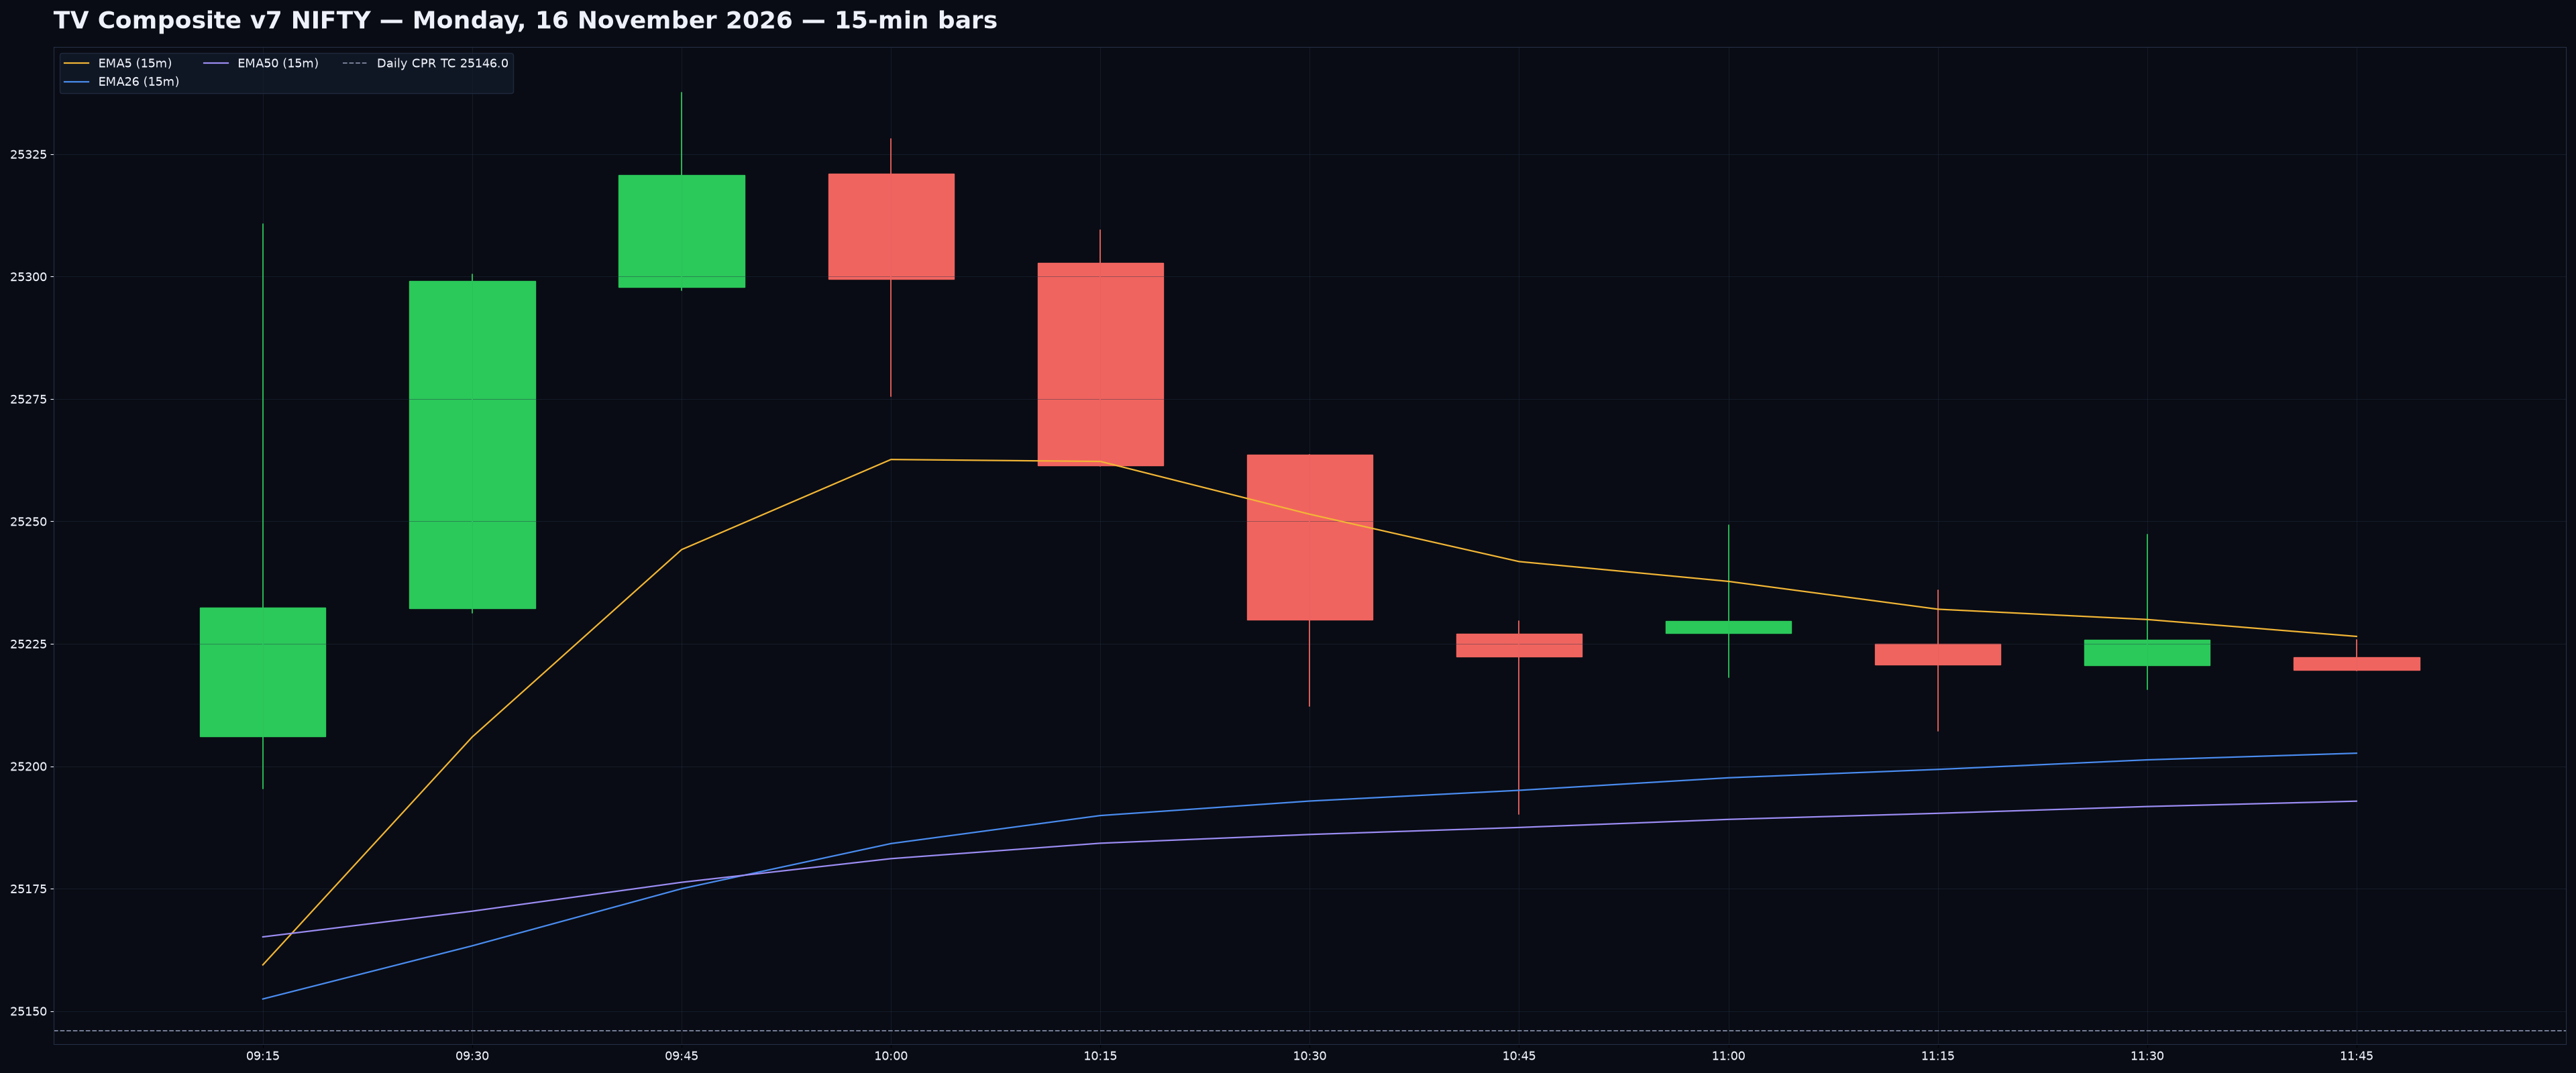 TV Composite v7 NIFTY — Monday, 16 November 2026 — 15-min bars
EMA5 (15m) EMA50 (15m) Daily CPR TC 25146.0
EMA26 (15m)
25325
25300
25275
25250
25225
25200
25175
25150
09:15 09:30 09:45 10:00 10:15 10:30 10:45 11:00 11:15 11:30 11:45